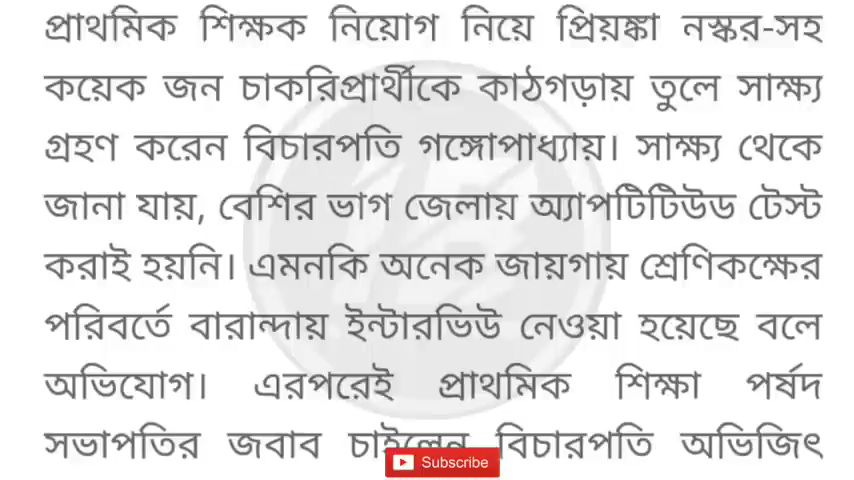 প্রাথমিক শিক্ষক নিয়োগ নিয়ে প্রিয়ঙ্কা নস্কর-সহ
কয়েক জন চাকরিপ্রার্থীকে কাঠগড়ায় তুলে সাক্ষ্য
গ্রহণ করেন বিচারপতি গঙ্গোপাধ্যায়। সাক্ষ্য থেকে
জানা যায়, বেশির ভাগ জেলায় অ্যাপটিটিউড টেস্ট
করাই হয়নি। এমনকি অনেক জায়গায় শ্রেণিকক্ষের
পরিবর্তে বারান্দায় ইন্টারভিউ নেওয়া হয়েছে বলে
অভিযোগ। এরপরেই প্রাথমিক শিক্ষা পর্ষদ
সভাপতির জবাব চাইলেন বিচারপতি অভিজিৎ
Subscribe